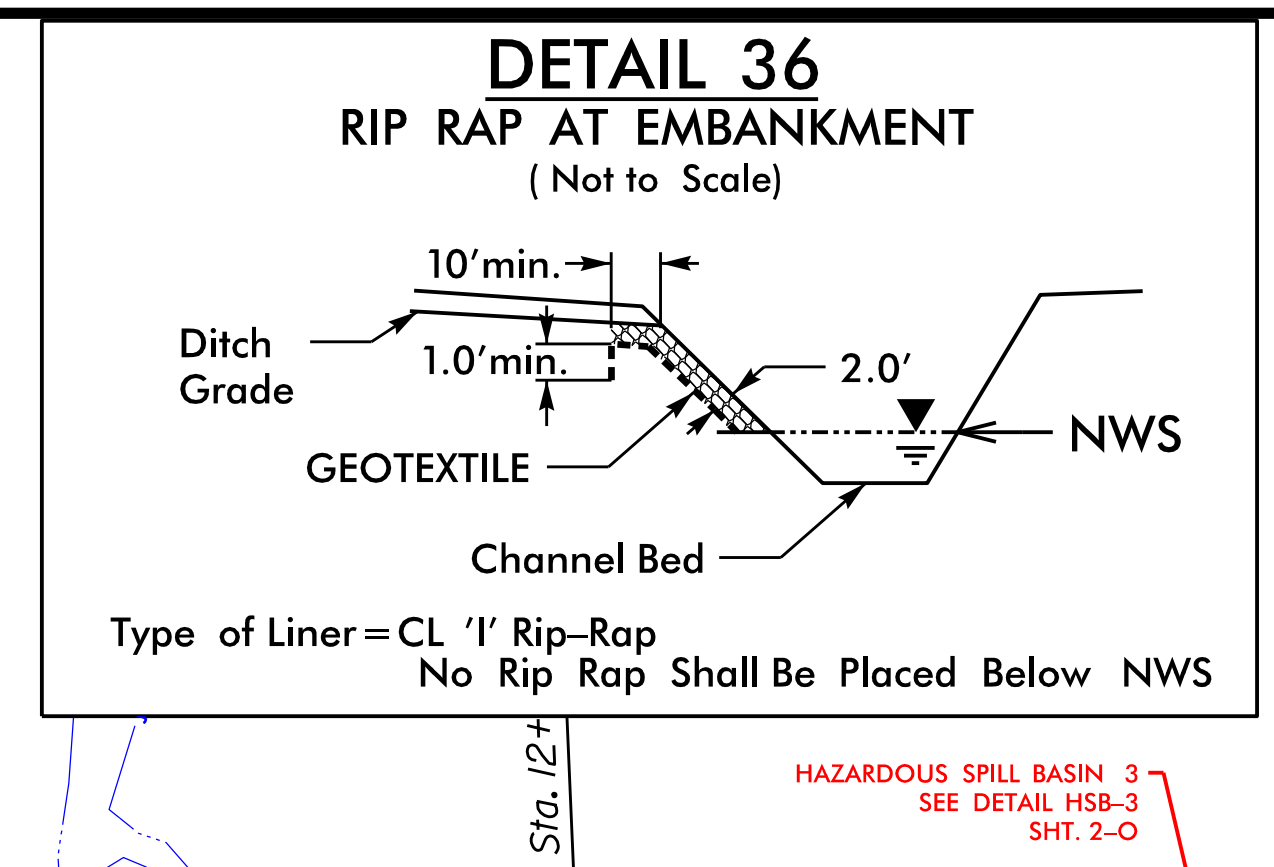 DETAIL 36
RIP RAP AT EMBANKMENT
( Not to Scale)
10'min.
Ditch
Grade
1.0'min.
2.0'
NWS
GEOTEXTILE
Channel Bed
Type of Liner = CL 'I' Rip-Rap
No Rip Rap Shall Be Placed Below NWS
Sta. 12+
HAZARDOUS SPILL BASIN 3
SEE DETAIL HSB-3
SHT. 2-O